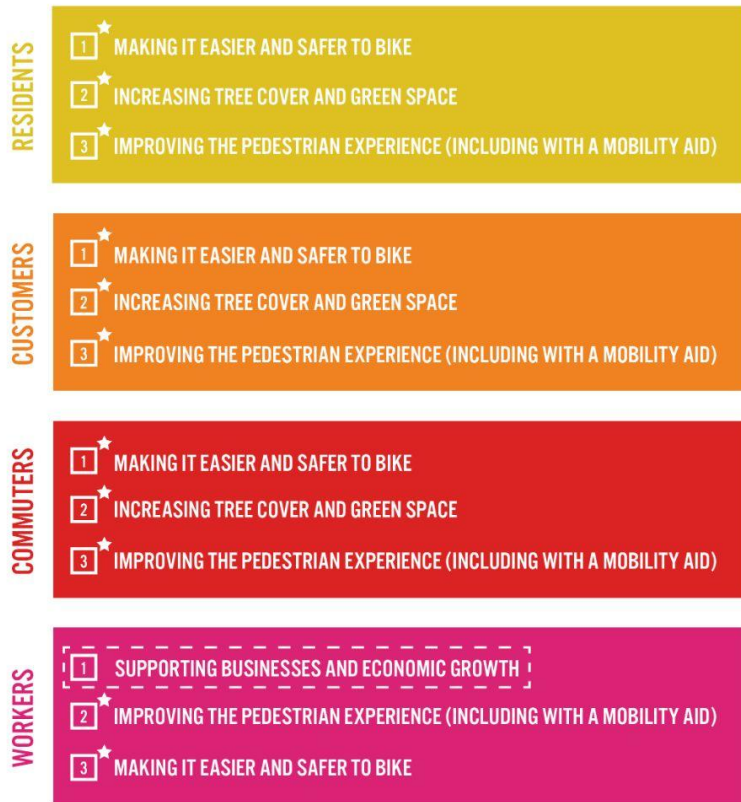 RESIDENTS
1 MAKING IT EASIER AND SAFER TO BIKE
2 INCREASING TREE COVER AND GREEN SPACE
3 IMPROVING THE PEDESTRIAN EXPERIENCE (INCLUDING WITH A MOBILITY AID)
CUSTOMERS
1 MAKING IT EASIER AND SAFER TO BIKE
2 INCREASING TREE COVER AND GREEN SPACE
3 IMPROVING THE PEDESTRIAN EXPERIENCE (INCLUDING WITH A MOBILITY AID)
COMMUTERS
1 MAKING IT EASIER AND SAFER TO BIKE
2 INCREASING TREE COVER AND GREEN SPACE
3 IMPROVING THE PEDESTRIAN EXPERIENCE (INCLUDING WITH A MOBILITY AID)
WORKERS
1 SUPPORTING BUSINESSES AND ECONOMIC GROWTH
2 IMPROVING THE PEDESTRIAN EXPERIENCE (INCLUDING WITH A MOBILITY AID)
3 MAKING IT EASIER AND SAFER TO BIKE